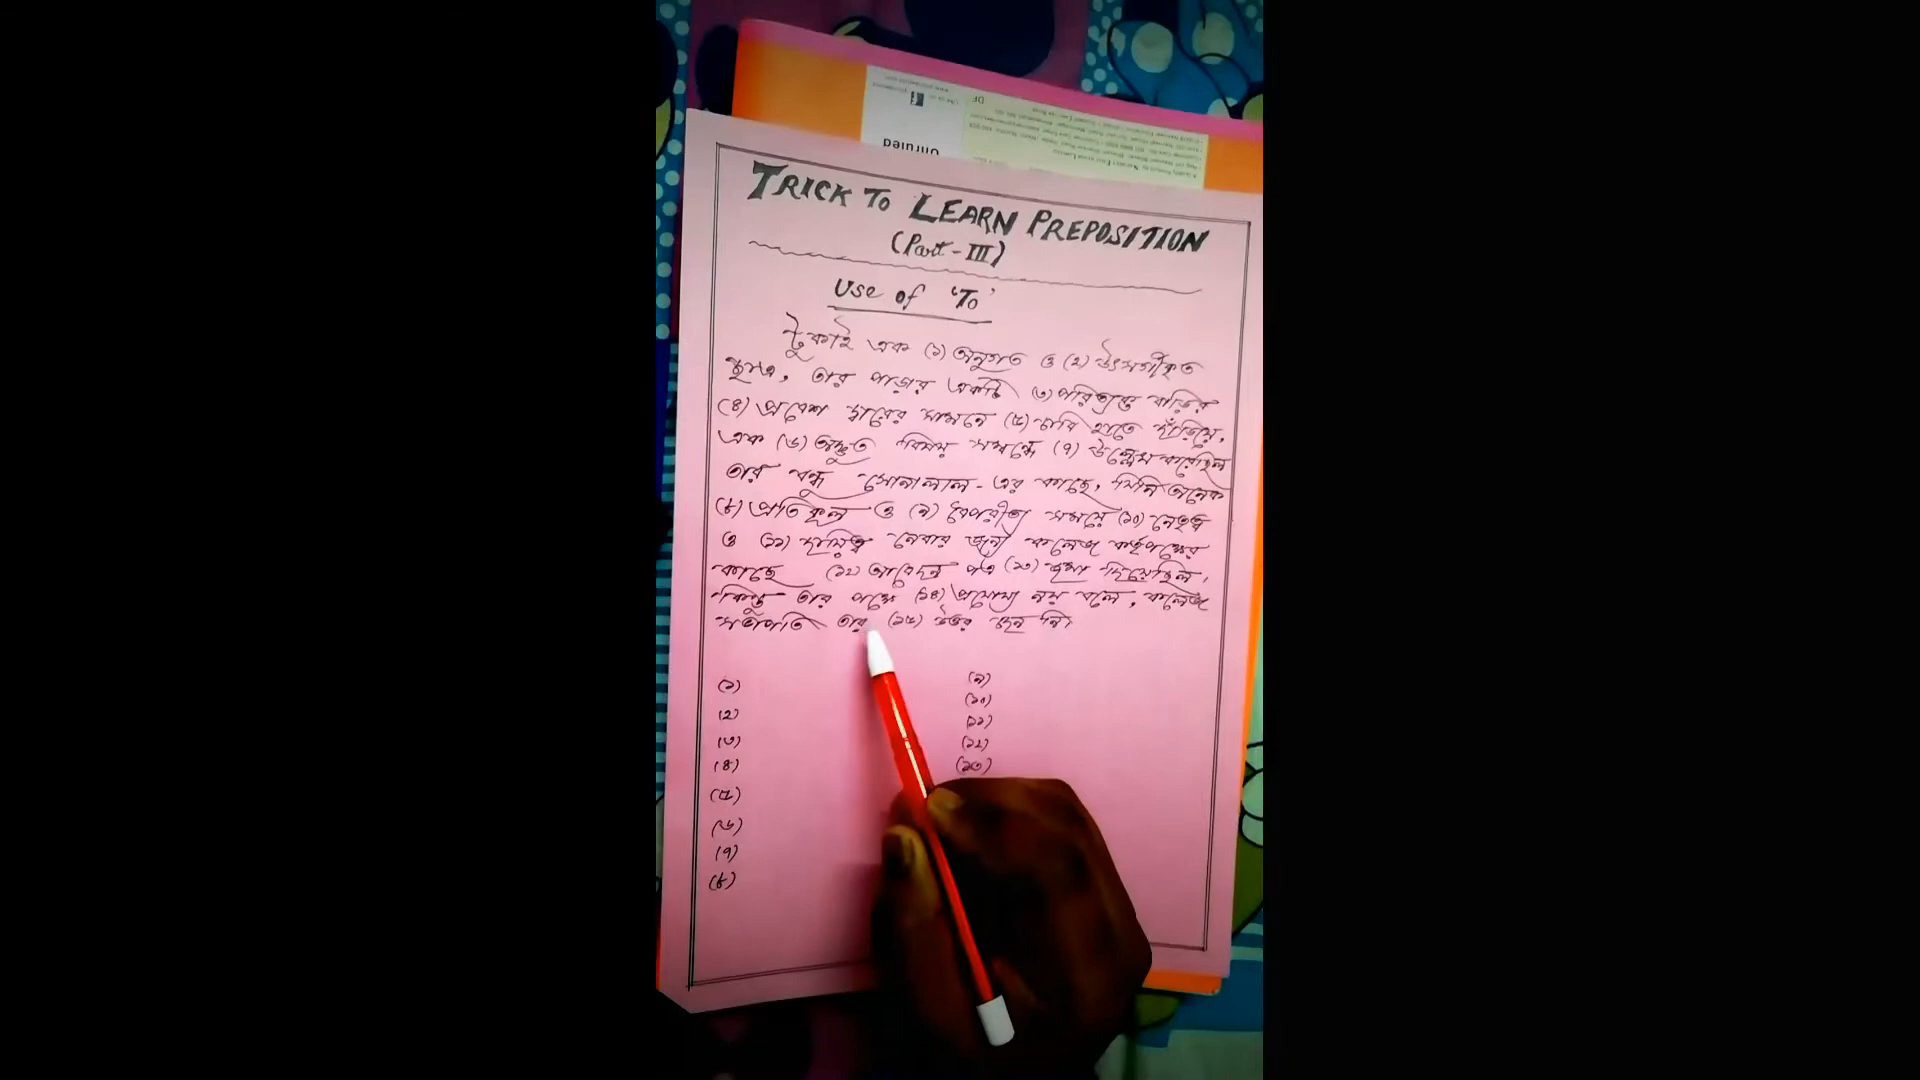 Unruled
TRICK TO LEARN PREPOSITION
(Part-III)
Use of 'To'
টুকাই এক (১) অনুগত ও (২) উৎসর্গীকৃত
ছাত্র, তার পাড়ার একটি (৩) পরিত্যক্ত বাড়ির
(৪) প্রবেশ দ্বারের সামনে (৫) চাবি হাতে দাঁড়িয়ে,
এক (৬) অদ্ভুত বিষয় সম্বন্ধে (৭) উল্লেখ করেছিল
তার বন্ধু সোনালাল-এর কাছে, যিনি অনেক
(৮) প্রতিকূল ও (৯) বৈপরীত্য সময়ে (১০) নেতৃত্ব
ও (১১) দায়িত্ব নেবার জন্য কলেজ কর্তৃপক্ষের
কাছে (১২) আবেদন পত্র (১৩) জমা দিয়েছিল,
কিন্তু তার পক্ষে (১৪) প্রযোজ্য নয় বলে, কলেজ
সভাপতি তার (১৫) উত্তর দেন নি।
(১)
(২)
(৩)
(৪)
(৫)
(৬)
(৭)
(৮)
(৯)
(১০)
(১১)
(১২)
(১৩)